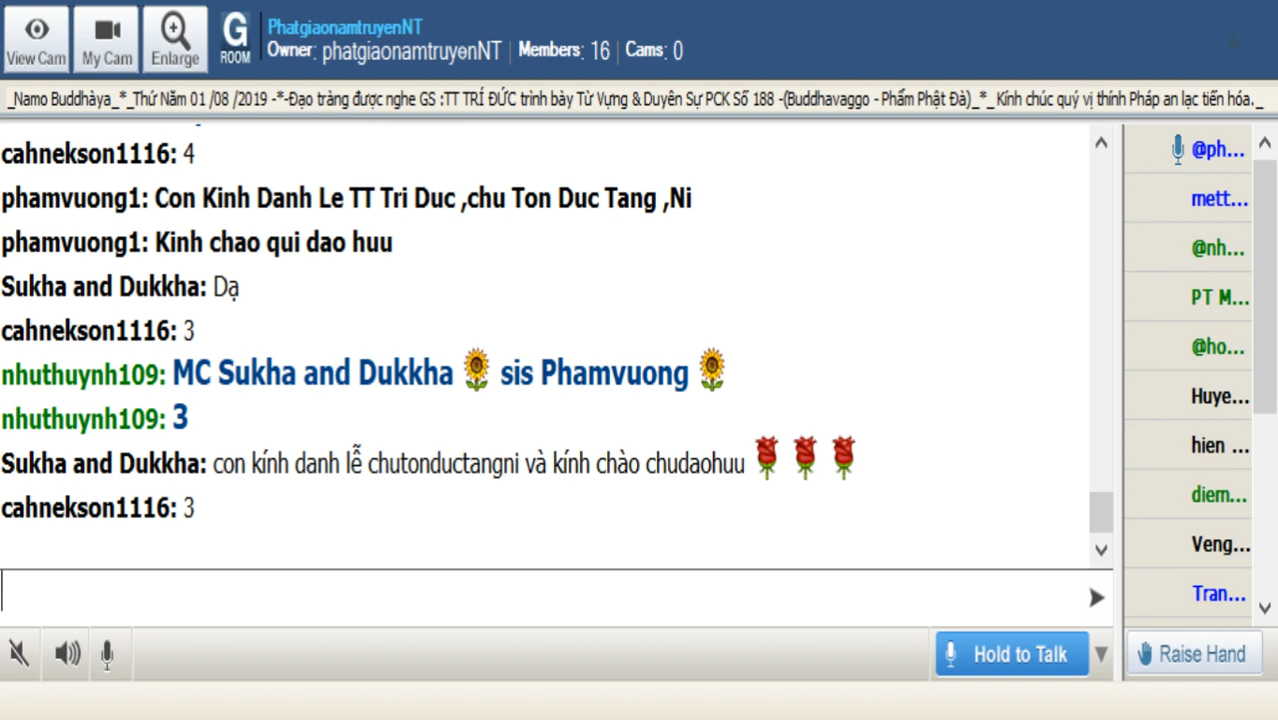 View Cam
My Cam
Enlarge
G
ROOM
PhatgiaonamtruyenNT
Owner: phatgiaonamtruyenNT | Members: 16 | Cams: 0
_Namo Buddhàya_*_Thứ Năm 01 /08 /2019 -*-Đạo tràng được nghe GS :TT TRÍ ĐỨC trình bày Từ Vựng & Duyên Sự PCK Số 188 -(Buddhavaggo - Phẩm Phật Đà)_*_ Kính chúc quý vị thính Pháp an lạc tiến hóa._
cahnekson1116: 4
phamvuong1: Con Kinh Danh Le TT Tri Duc ,chu Ton Duc Tang ,Ni
phamvuong1: Kinh chao qui dao huu
Sukha and Dukkha: Dạ
cahnekson1116: 3
nhuthuynh109: MC Sukha and Dukkha sis Phamvuong
nhuthuynh109: 3
Sukha and Dukkha: con kính danh lễ chutonductangni và kính chào chudaohuu
cahnekson1116: 3
@ph...
mett...
@nh...
PT M...
@ho...
Huye...
hien ...
diem...
Veng...
Tran...
Hold to Talk
Raise Hand